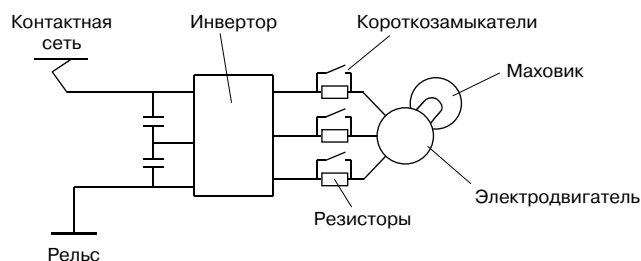 Контактная
сеть
Инвертор
Короткозамыкатели
Маховик
Электродвигатель
Резисторы
Рельс